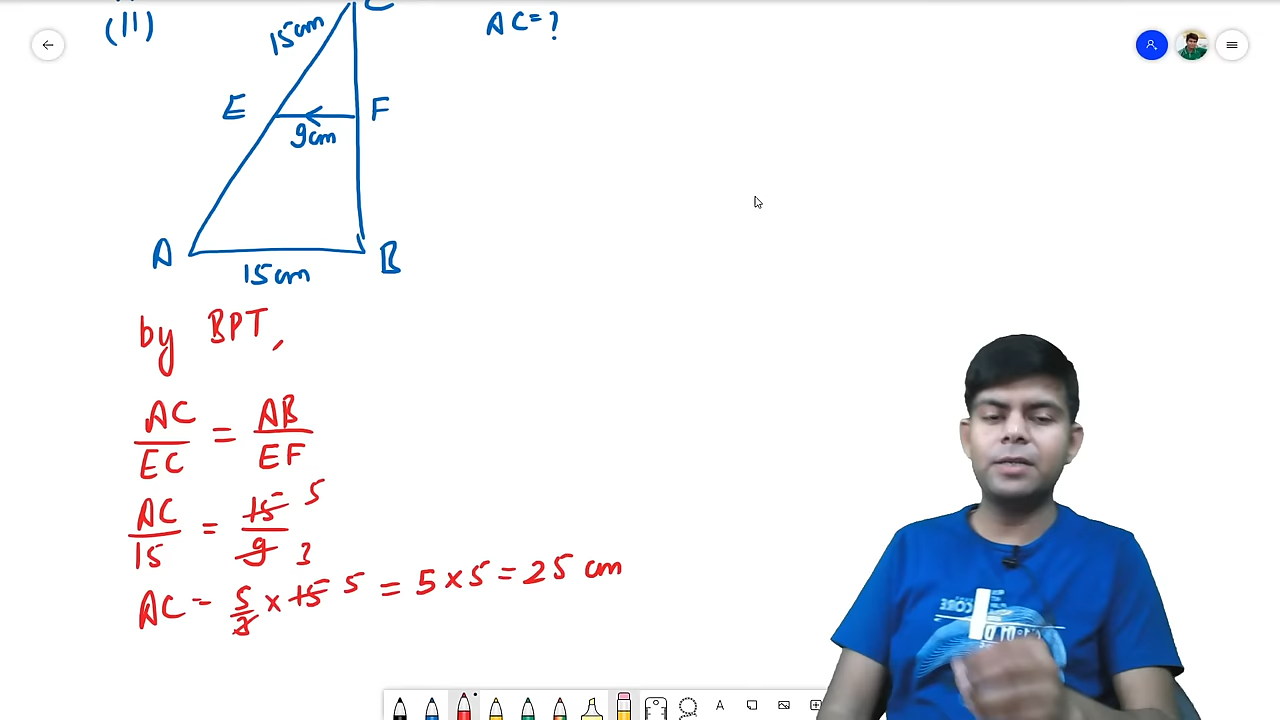 (II)
15cm
C
AC=?
E
F
9cm
A
B
15cm
by BPT,
AC/EC = AB/EF
AC/15 = 15/9 5 3
AC = 5/3 × 15 5 = 5×5 = 25 cm
A